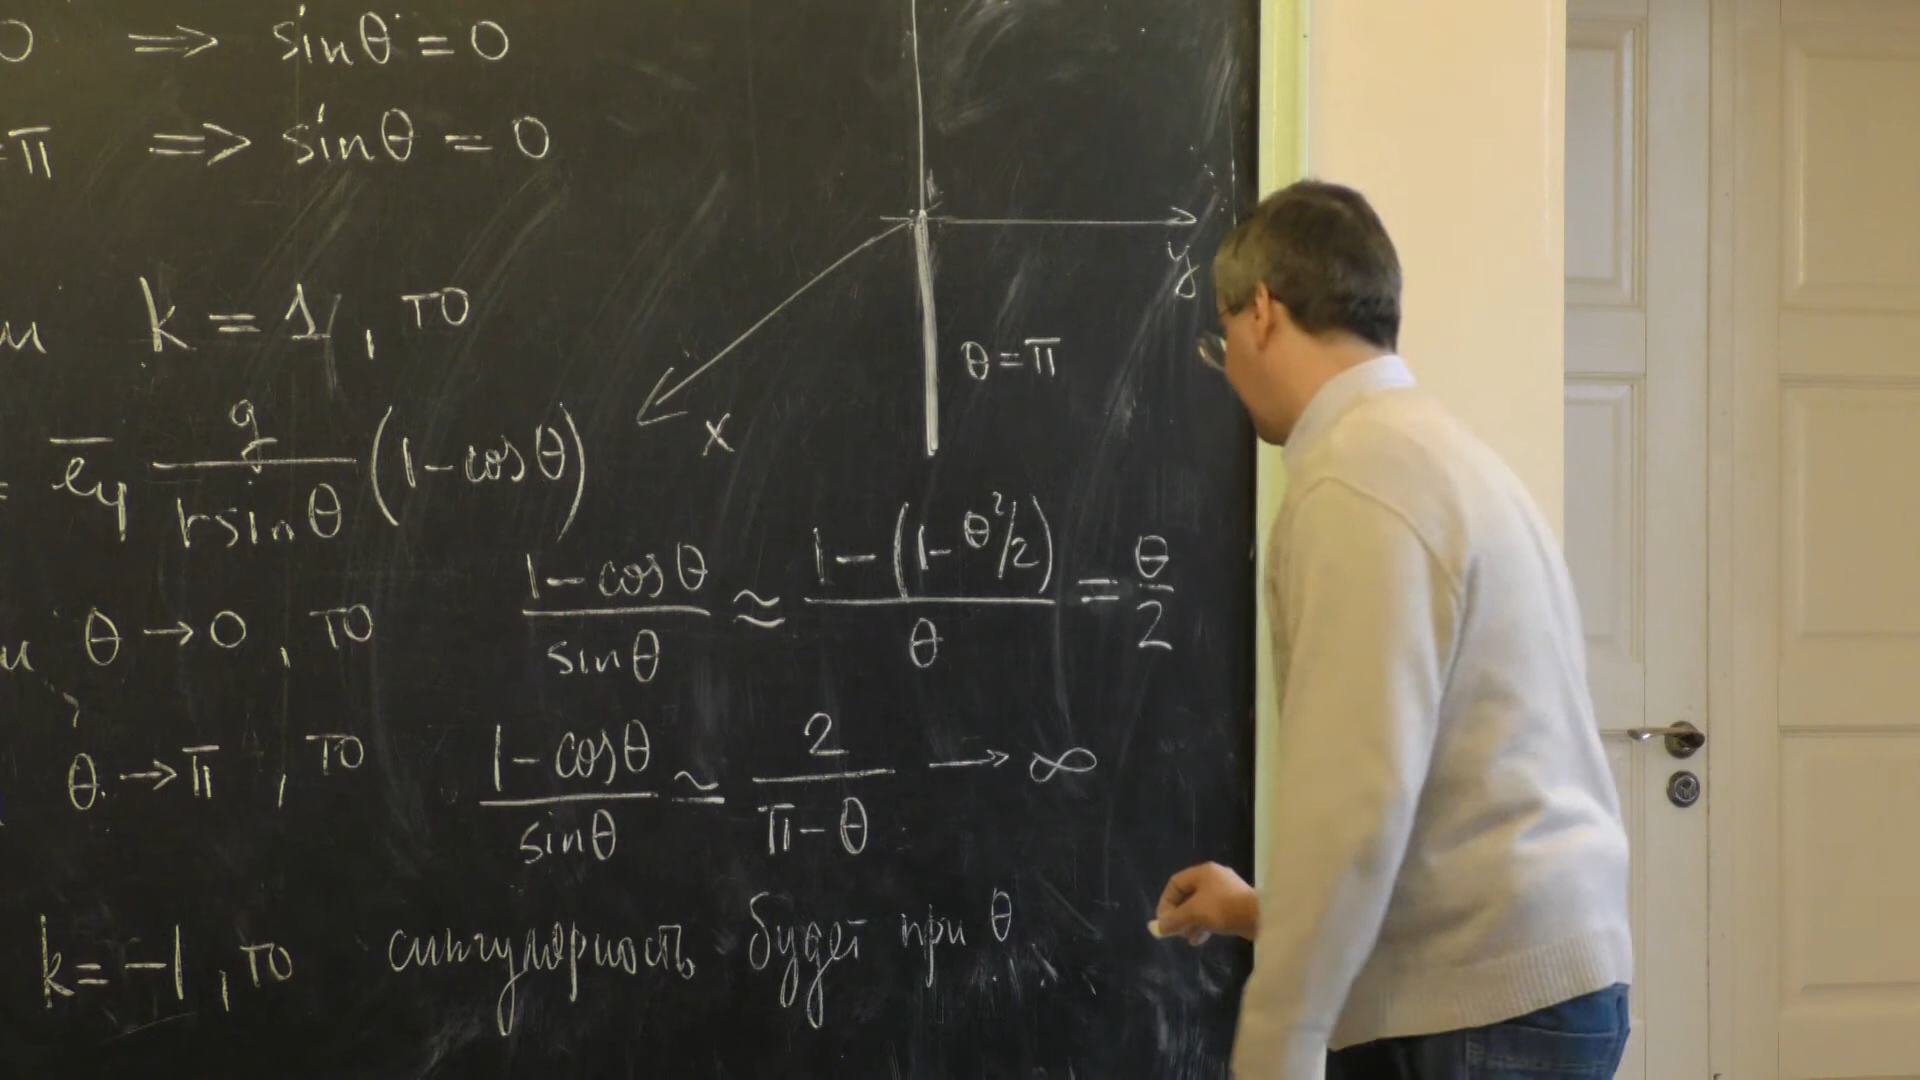 0 ⟹ sinθ = 0
=π ⟹ sinθ = 0
y
k = 1, то
θ = π
x
= e̅φ g/(r sinθ) (1-cosθ)
θ → 0, то (1-cosθ)/sinθ ≈ (1-(1-θ²/2))/θ = θ/2
θ → π, то (1-cosθ)/sinθ ≃ 2/(π-θ) → ∞
k = -1, то сингулярность будет при θ